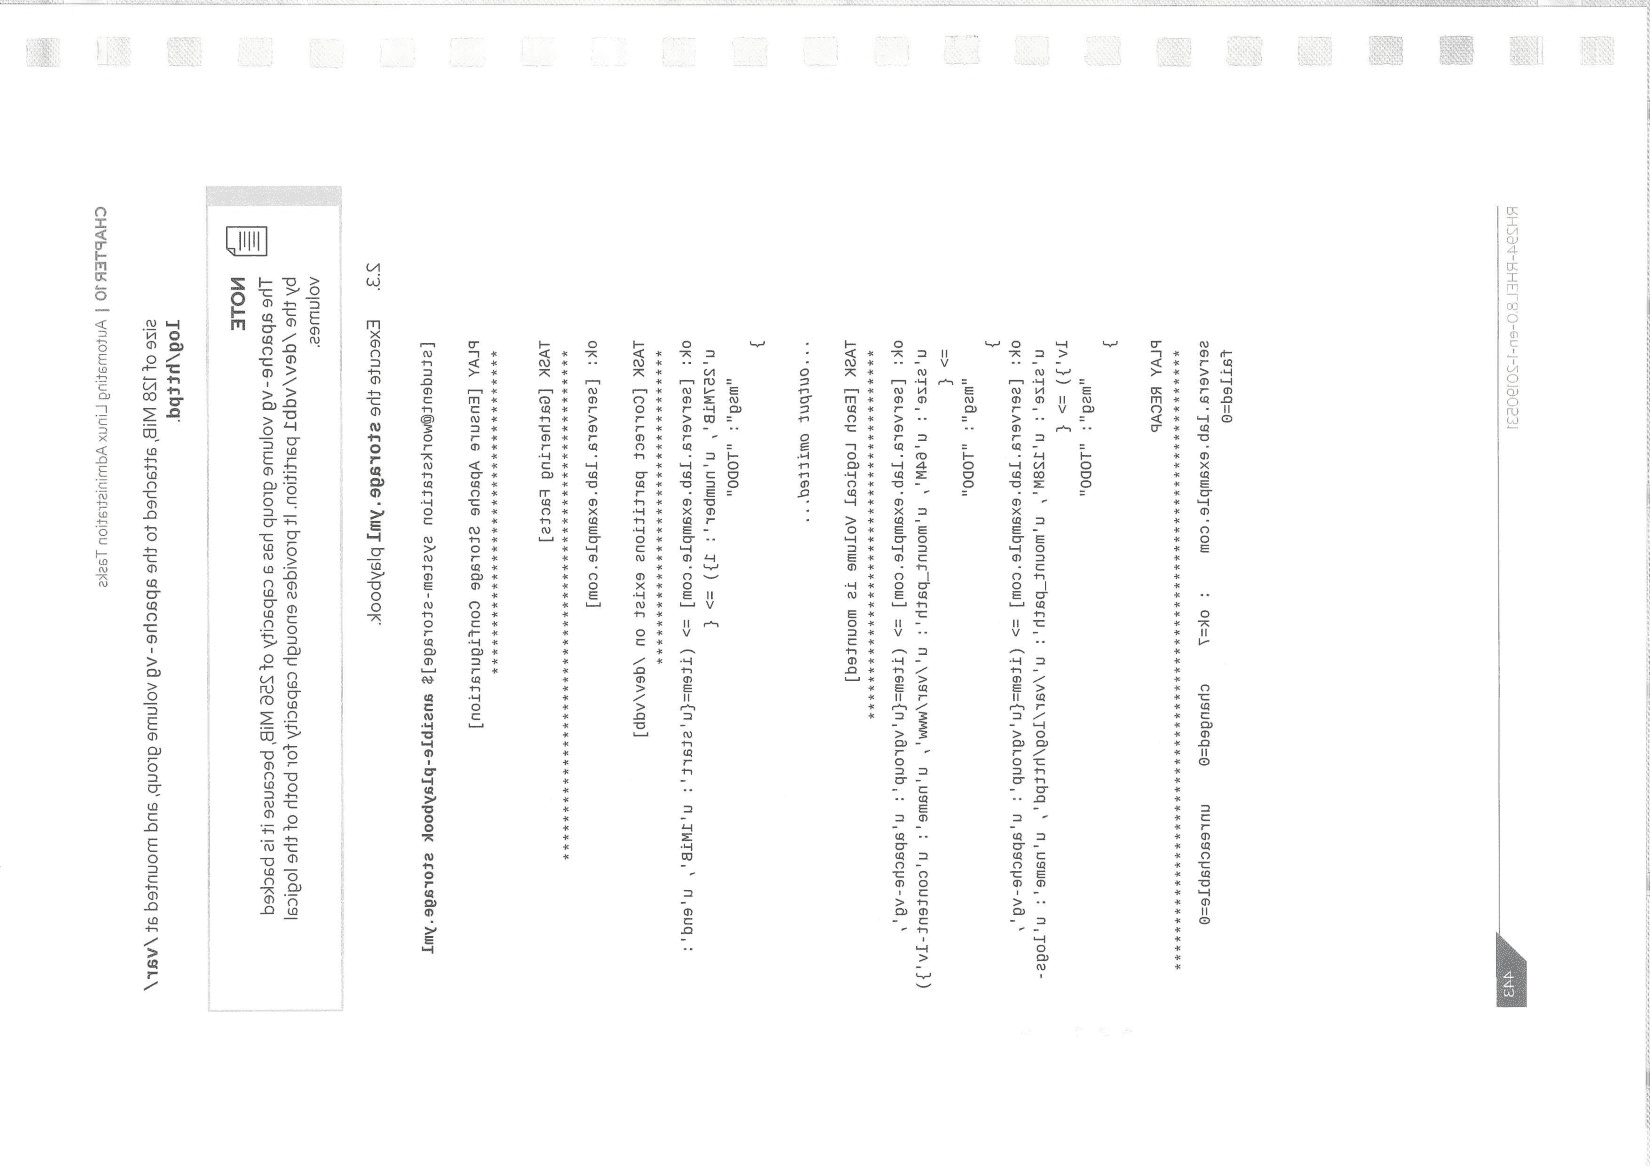 CHAPTER 10 | Automating Linux Administration Tasks
size of 128 MiB, attached to the apache-vg volume group, and mounted at /var/
log/httpd.
NOTE
The apache-vg volume group has a capacity of 256 MiB, because it is backed
by the /dev/vdb1 partition. It provides enough capacity for both of the logical
volumes.
2.3. Execute the storage.yml playbook.
[student@workstation system-storage]$ ansible-playbook storage.yml
PLAY [Ensure Apache Storage Configuration]
******************************
TASK [Gathering Facts]
************************************************
ok: [servera.lab.example.com]
TASK [Correct partitions exist on /dev/vdb]
*****************************
ok: [servera.lab.example.com] => (item={u'start': u'1MiB', u'end':
u'257MiB', u'number': 1}) => {
"msg": "TODO"
}
...output omitted...
TASK [Each logical volume is mounted]
***********************************
ok: [servera.lab.example.com] => (item={u'vgroup': u'apache-vg',
u'size': u'64M', u'mount_path': u'/var/www', u'name': u'content-lv'})
=> {
"msg": "TODO"
}
ok: [servera.lab.example.com] => (item={u'vgroup': u'apache-vg',
u'size': u'128M', u'mount_path': u'/var/log/httpd', u'name': u'logs-
lv'}) => {
"msg": "TODO"
}
PLAY RECAP
**********************************************************
servera.lab.example.com : ok=7 changed=0 unreachable=0
failed=0
RH294-RHEL8.0-en-1-20190531
443